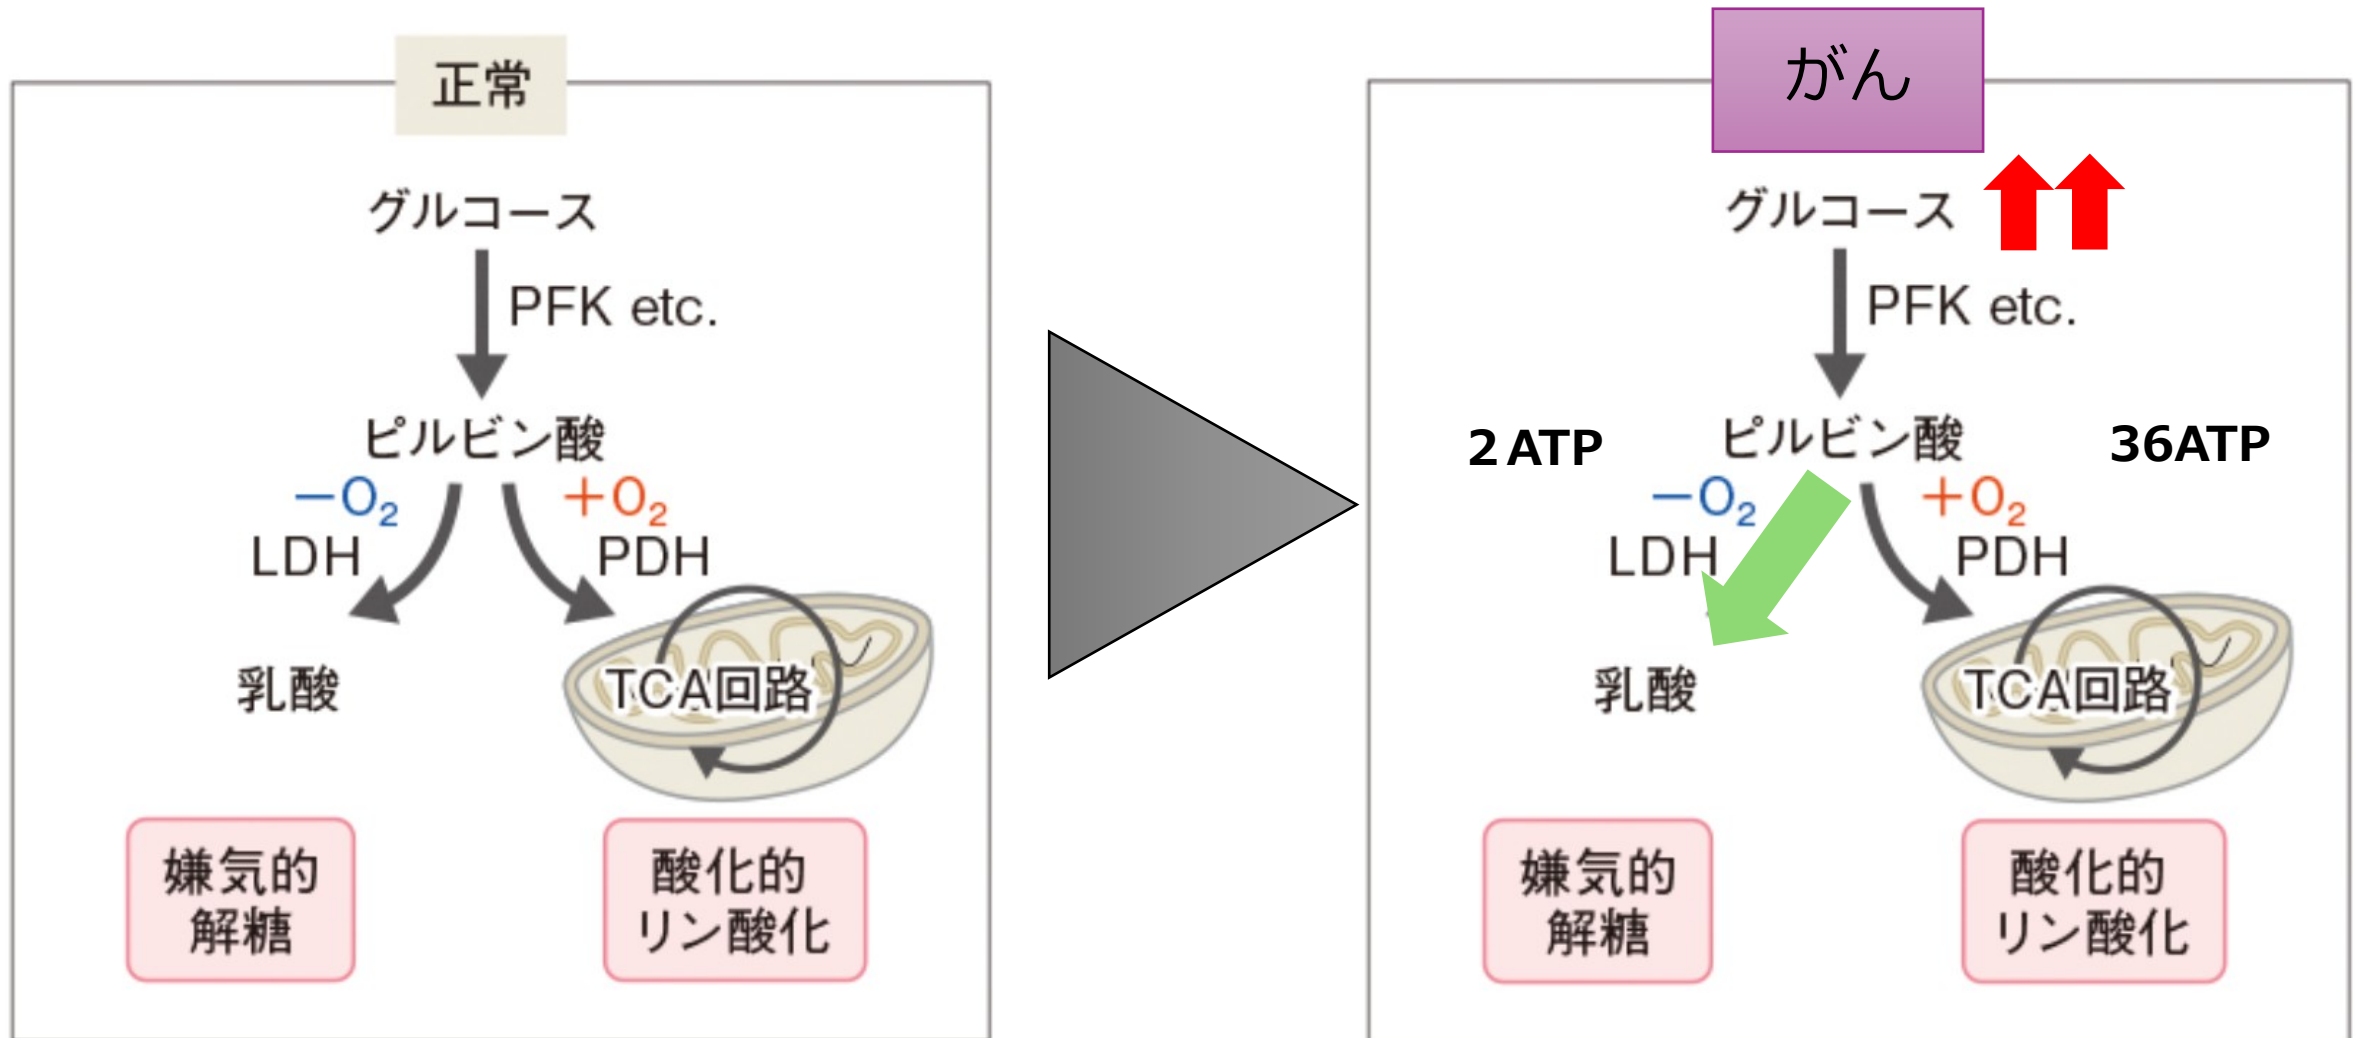 正常
グルコース
PFK etc.
ピルビン酸
−O₂
+O₂
LDH
PDH
乳酸
TCA回路
嫌気的
解糖
酸化的
リン酸化
がん
グルコース
PFK etc.
2 ATP
ピルビン酸
36ATP
−O₂
+O₂
LDH
PDH
乳酸
TCA回路
嫌気的
解糖
酸化的
リン酸化